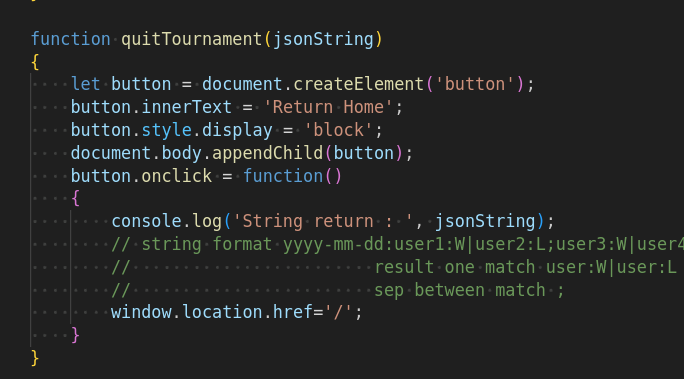 function quitTournament(jsonString)
{
    let button = document.createElement('button');
    button.innerText = 'Return Home';
    button.style.display = 'block';
    document.body.appendChild(button);
    button.onclick = function()
    {
        console.log('String return : ', jsonString);
        // string format yyyy-mm-dd:user1:W|user2:L;user3:W|user4
        //                        result one match user:W|user:L
        //                        sep between match ;
        window.location.href='/';
    }
}